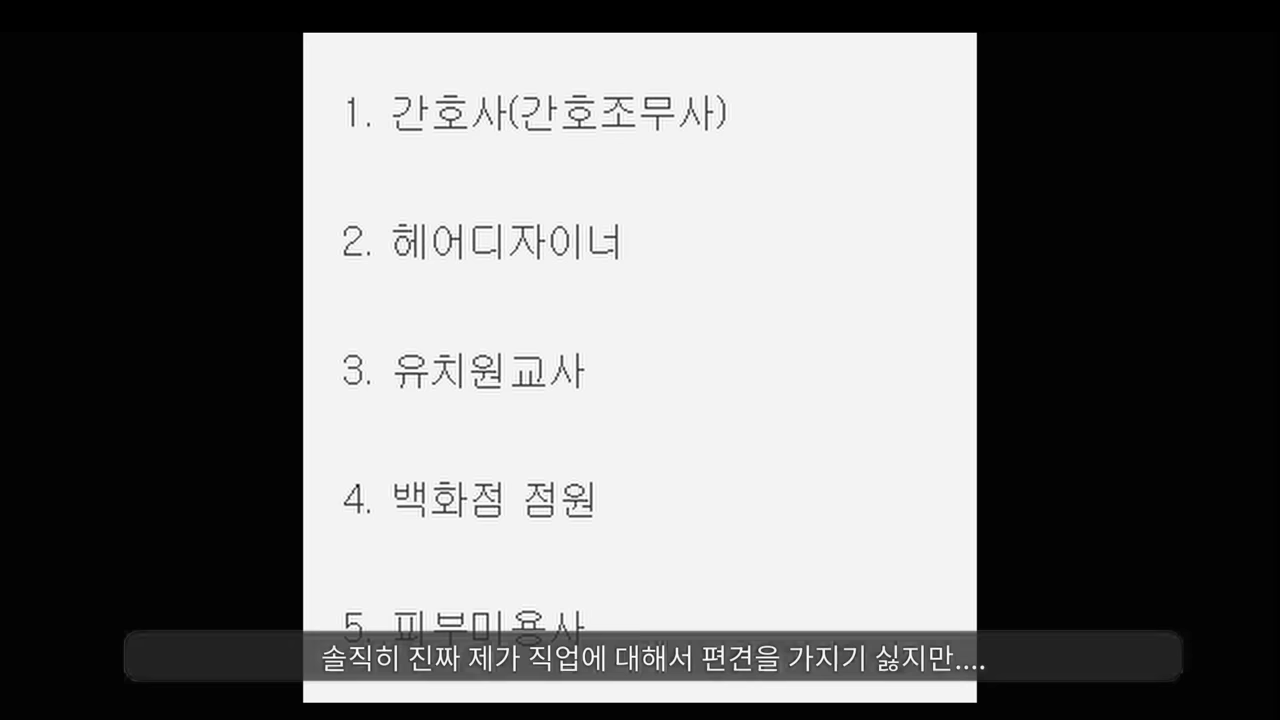 1. 간호사(간호조무사)
2. 헤어디자이너
3. 유치원교사
4. 백화점 점원
5. 피부미용사
솔직히 진짜 제가 직업에 대해서 편견을 가지기 싫지만....